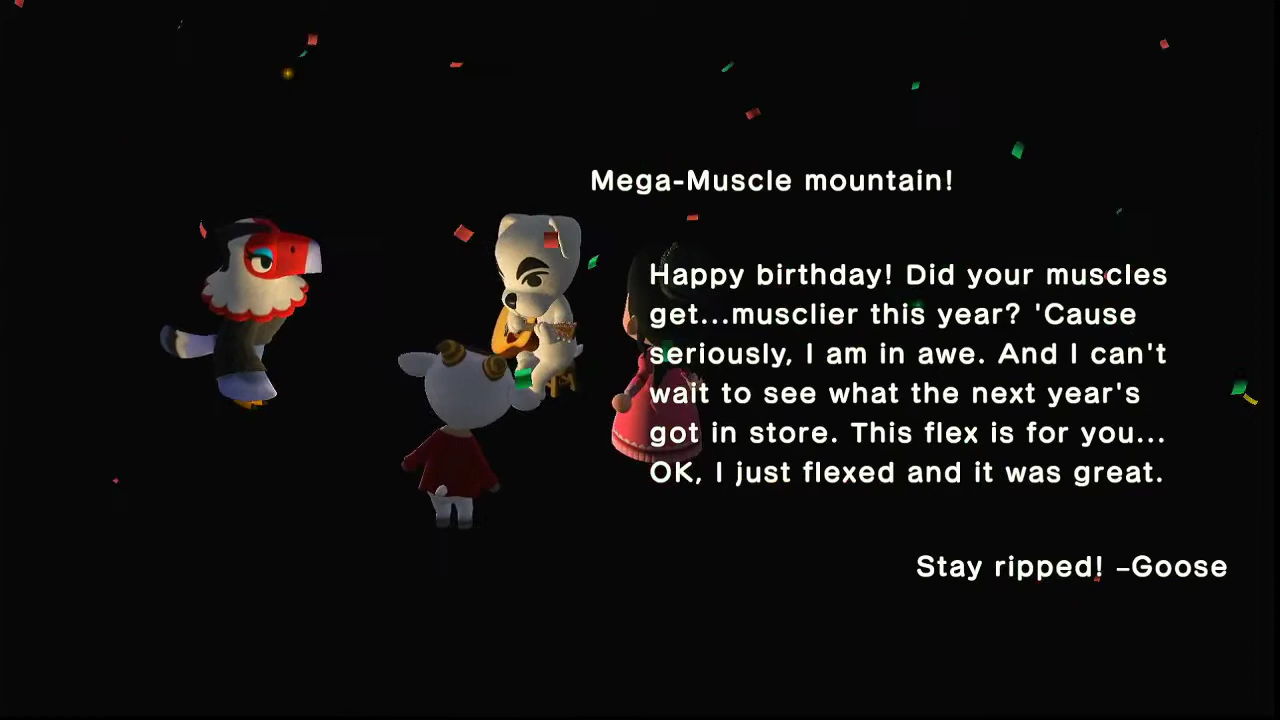 Mega-Muscle mountain!
Happy birthday! Did your muscles
get...musclier this year? 'Cause
seriously, I am in awe. And I can't
wait to see what the next year's
got in store. This flex is for you...
OK, I just flexed and it was great.
Stay ripped! –Goose